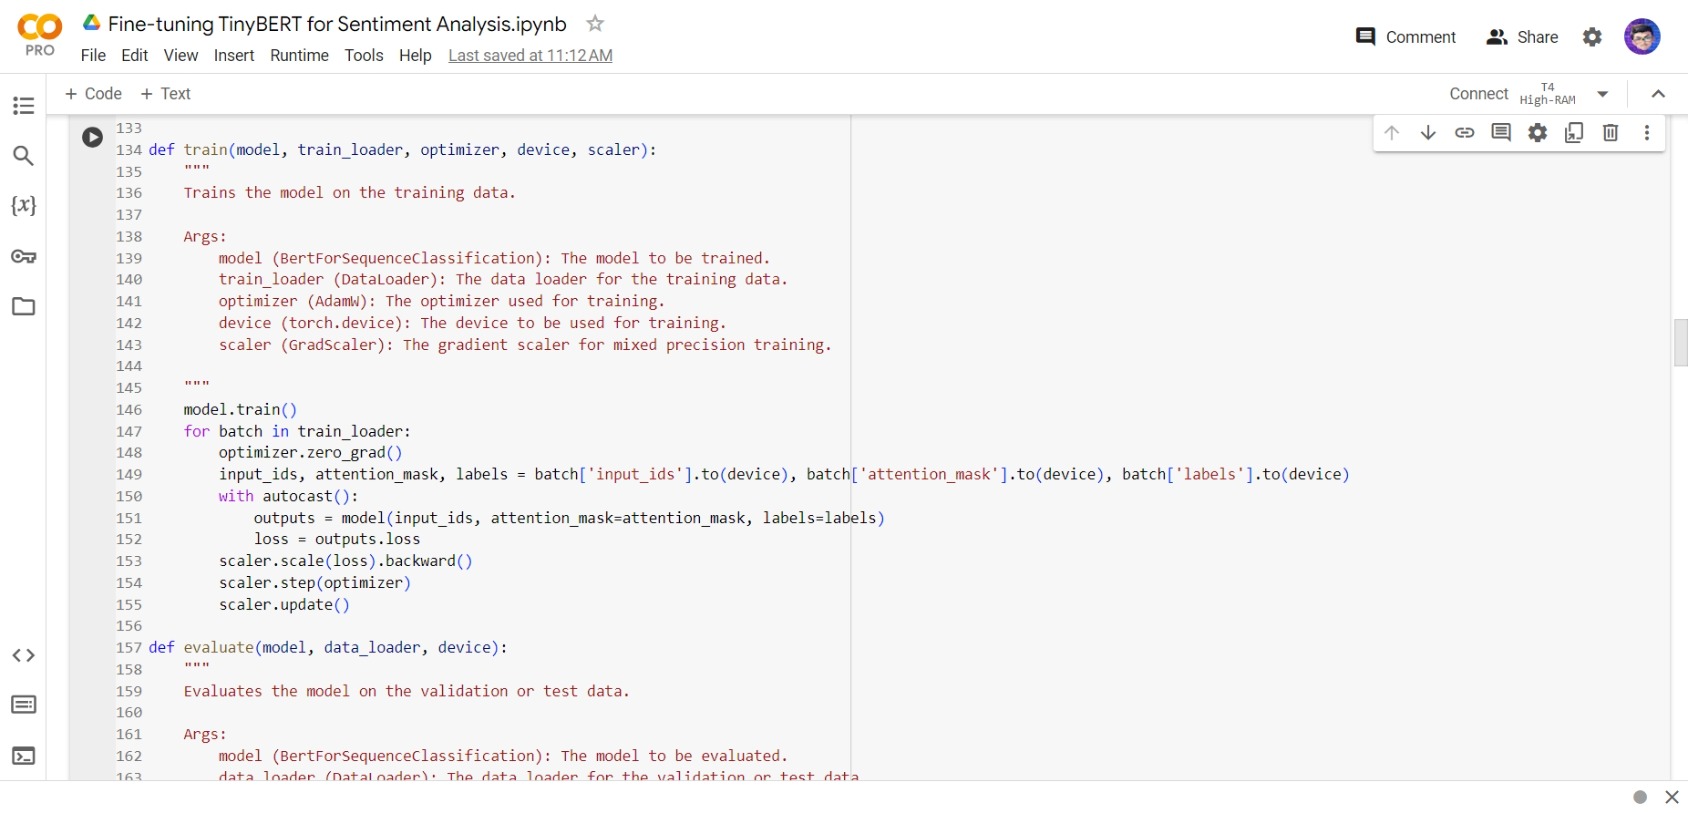 CO
PRO
Fine-tuning TinyBERT for Sentiment Analysis.ipynb
File Edit View Insert Runtime Tools Help Last saved at 11:12 AM
Comment Share
+ Code + Text
Connect T4 High-RAM
{x}
133
134 def train(model, train_loader, optimizer, device, scaler):
135     """
136     Trains the model on the training data.
137
138     Args:
139         model (BertForSequenceClassification): The model to be trained.
140         train_loader (DataLoader): The data loader for the training data.
141         optimizer (AdamW): The optimizer used for training.
142         device (torch.device): The device to be used for training.
143         scaler (GradScaler): The gradient scaler for mixed precision training.
144
145     """
146     model.train()
147     for batch in train_loader:
148         optimizer.zero_grad()
149         input_ids, attention_mask, labels = batch['input_ids'].to(device), batch['attention_mask'].to(device), batch['labels'].to(device)
150         with autocast():
151             outputs = model(input_ids, attention_mask=attention_mask, labels=labels)
152             loss = outputs.loss
153         scaler.scale(loss).backward()
154         scaler.step(optimizer)
155         scaler.update()
156
157 def evaluate(model, data_loader, device):
158     """
159     Evaluates the model on the validation or test data.
160
161     Args:
162         model (BertForSequenceClassification): The model to be evaluated.
163         data_loader (DataLoader): The data loader for the validation or test data